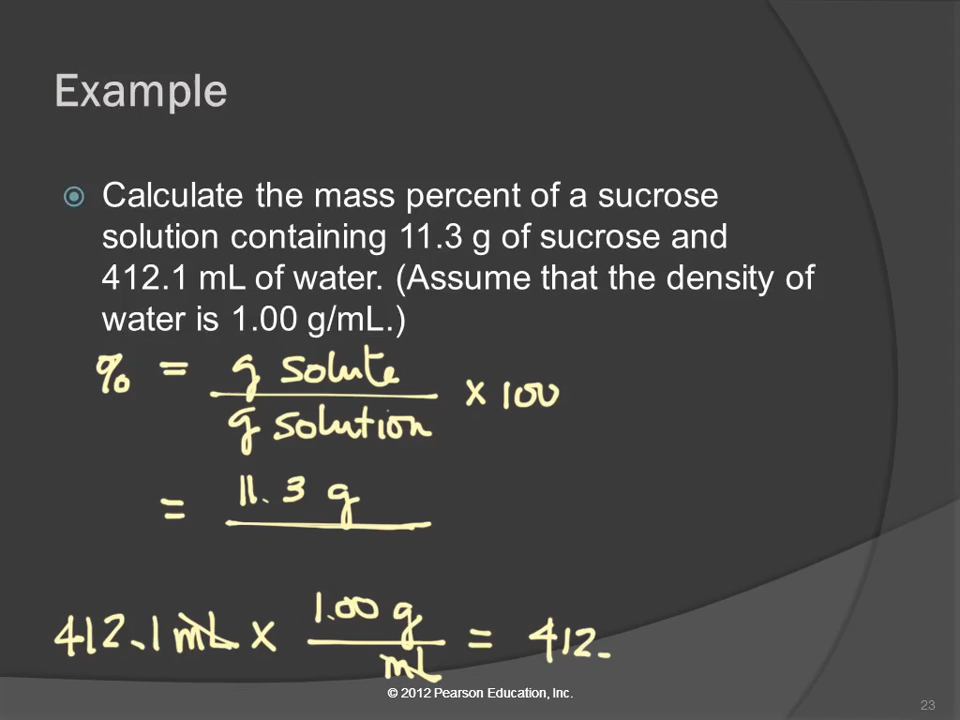 Example
Calculate the mass percent of a sucrose
solution containing 11.3 g of sucrose and
412.1 mL of water. (Assume that the density of
water is 1.00 g/mL.)
% = g solute / g solution × 100
= 11.3 g
412.1 mL × 1.00 g / mL = 412.
© 2012 Pearson Education, Inc.
23